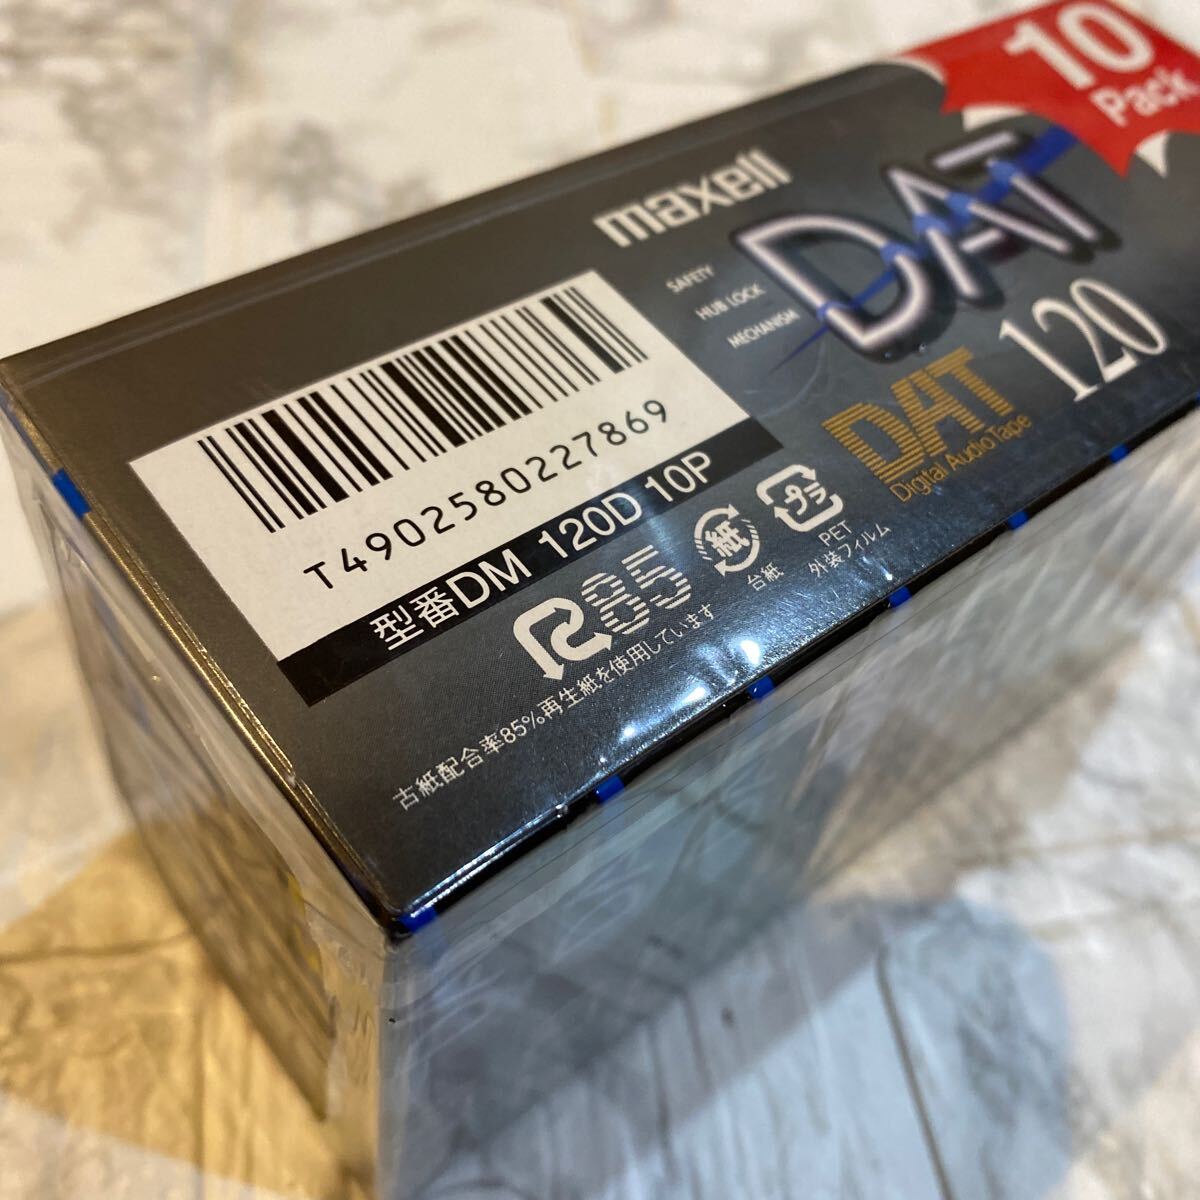 10
Pack
maxell
DAT
SAFETY
HUB LOCK
MECHANISM
DAT 120
Digital Audio Tape
T4902580227869
型番DM 120D 10P
R85
紙
台紙
プラ
PET
外装フィルム
古紙配合率85%再生紙を使用しています